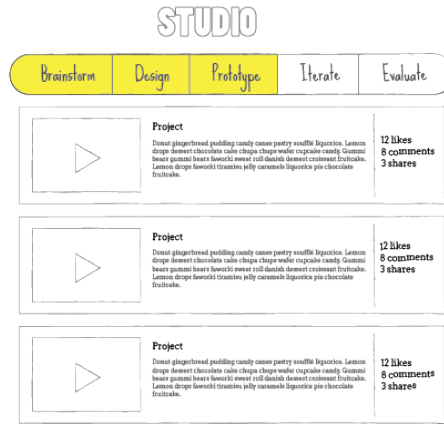 STUDIO
Brainstorm Design Prototype Iterate Evaluate
Project
Donut gingerbread pudding candy canes pastry soufflé liquorice. Lemon
drops dessert chocolate cake chupa chups wafer cupcake candy. Gummi
bears gummi bears faworki sweet roll danish dessert croissant fruitcake.
Lemon drops faworki tiramisu jelly caramels liquorice pie chocolate
fruitcake.
12 likes
8 comments
3 shares
Project
Donut gingerbread pudding candy canes pastry soufflé liquorice. Lemon
drops dessert chocolate cake chupa chups wafer cupcake candy. Gummi
bears gummi bears faworki sweet roll danish dessert croissant fruitcake.
Lemon drops faworki tiramisu jelly caramels liquorice pie chocolate
fruitcake.
12 likes
8 comments
3 shares
Project
Donut gingerbread pudding candy canes pastry soufflé liquorice. Lemon
drops dessert chocolate cake chupa chups wafer cupcake candy. Gummi
bears gummi bears faworki sweet roll danish dessert croissant fruitcake.
Lemon drops faworki tiramisu jelly caramels liquorice pie chocolate
fruitcake.
12 likes
8 comments
3 shares